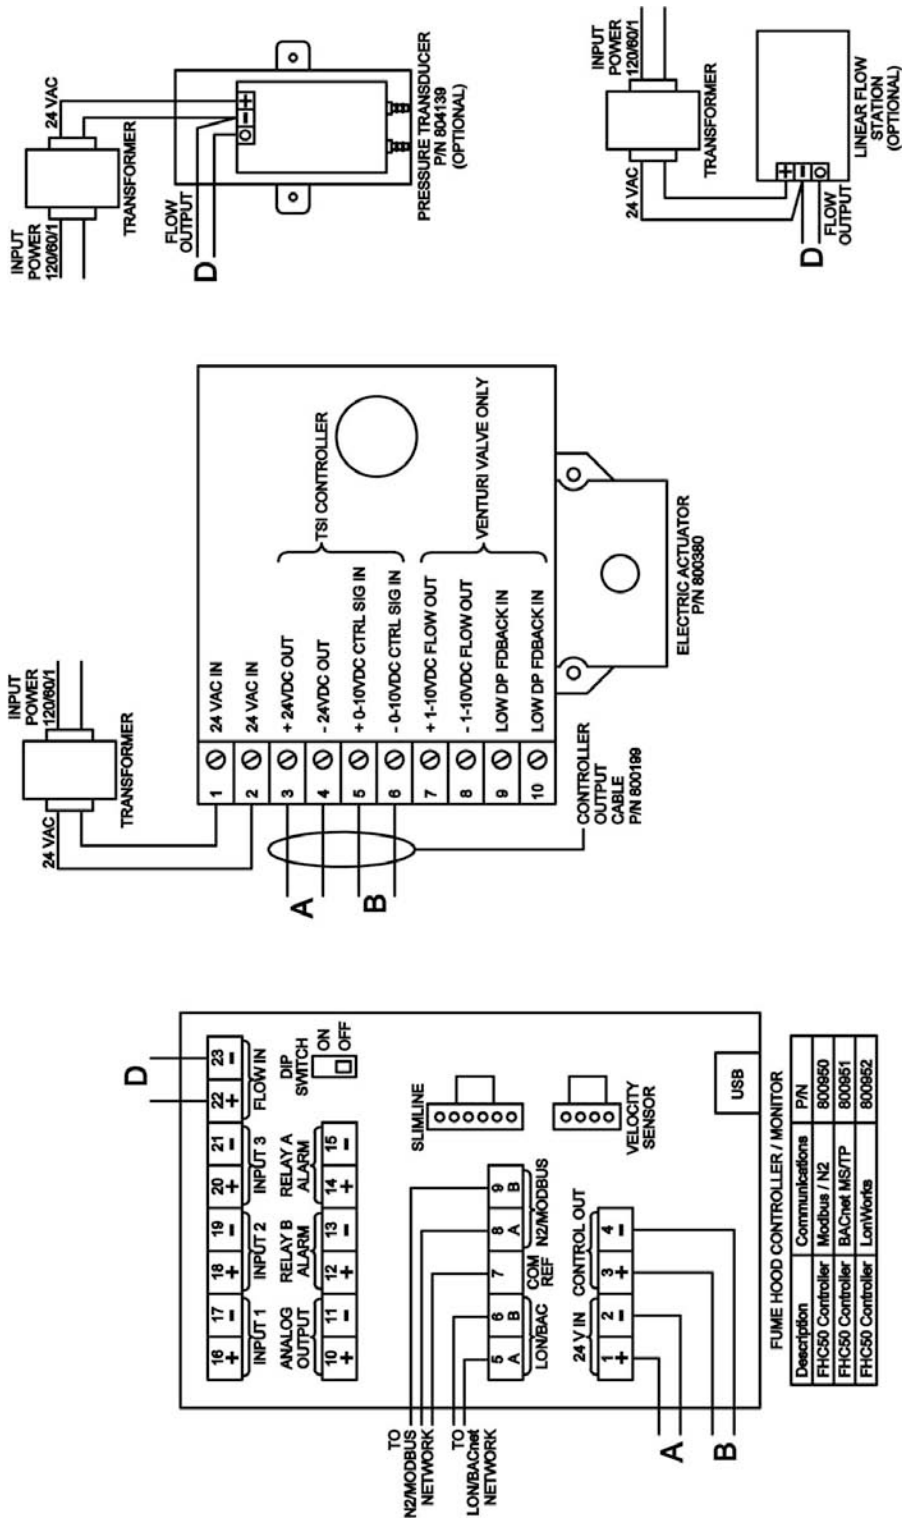 D
16 17 18 19 20 21 22 23
+ − + − + − + −
INPUT 1
INPUT 2
INPUT 3
FLOW IN
ANALOG
OUTPUT
RELAY B
ALARM
RELAY A
ALARM
DIP
SWITCH
ON
OFF
10 11 12 13 14 15
+ − + − + −
SLIMLINE
VELOCITY
SENSOR
TO
N2/MODBUS
NETWORK
TO
LON/BACnet
NETWORK
5 6 7 8 9
A B A B
LON/BAC
COM
REF
N2/MODBUS
24 V IN
CONTROL OUT
1 2 3 4
+ − + −
A
B
USB
FUME HOOD CONTROLLER / MONITOR
Description Communications P/N
FHC50 Controller Modbus / N2 800950
FHC50 Controller BACnet MS/TP 800951
FHC50 Controller LonWorks 800952
INPUT
POWER
120/60/1
24 VAC
TRANSFORMER
1 24 VAC IN
2 24 VAC IN
3 + 24VDC OUT
4 - 24VDC OUT
5 + 0-10VDC CTRL SIG IN
6 - 0-10VDC CTRL SIG IN
7 + 1-10VDC FLOW OUT
8 - 1-10VDC FLOW OUT
9 LOW DP FDBACK IN
10 LOW DP FDBACK IN
TSI CONTROLLER
VENTURI VALVE ONLY
A
B
CONTROLLER
OUTPUT
CABLE
P/N 800199
ELECTRIC ACTUATOR
P/N 800380
INPUT
POWER
120/60/1
24 VAC
TRANSFORMER
FLOW
OUTPUT
D
O − +
PRESSURE TRANSDUCER
P/N 804139
(OPTIONAL)
INPUT
POWER
120/60/1
24 VAC
TRANSFORMER
+
−
O
D
FLOW
OUTPUT
LINEAR FLOW
STATION
(OPTIONAL)